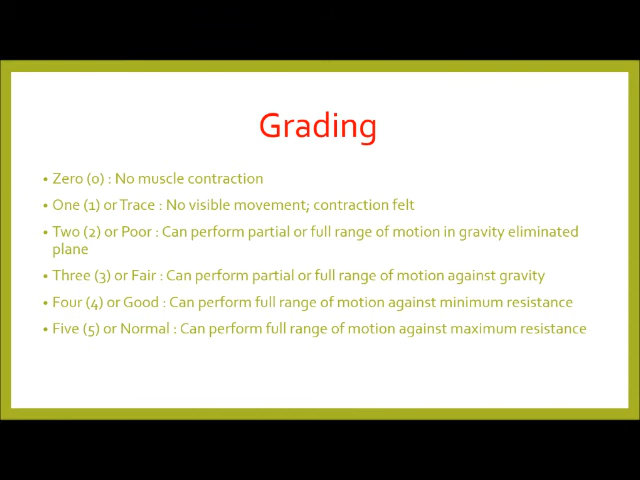 Grading
• Zero (0) : No muscle contraction
• One (1) or Trace : No visible movement; contraction felt
• Two (2) or Poor : Can perform partial or full range of motion in gravity eliminated
plane
• Three (3) or Fair : Can perform partial or full range of motion against gravity
• Four (4) or Good : Can perform full range of motion against minimum resistance
• Five (5) or Normal : Can perform full range of motion against maximum resistance